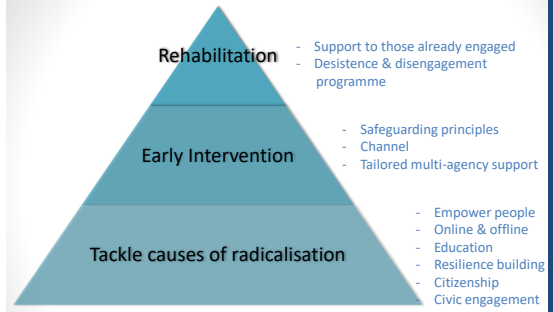 Rehabilitation
- Support to those already engaged
- Desistence & disengagement
programme
Early Intervention
- Safeguarding principles
- Channel
- Tailored multi-agency support
Tackle causes of radicalisation
- Empower people
- Online & offline
- Education
- Resilience building
- Citizenship
- Civic engagement